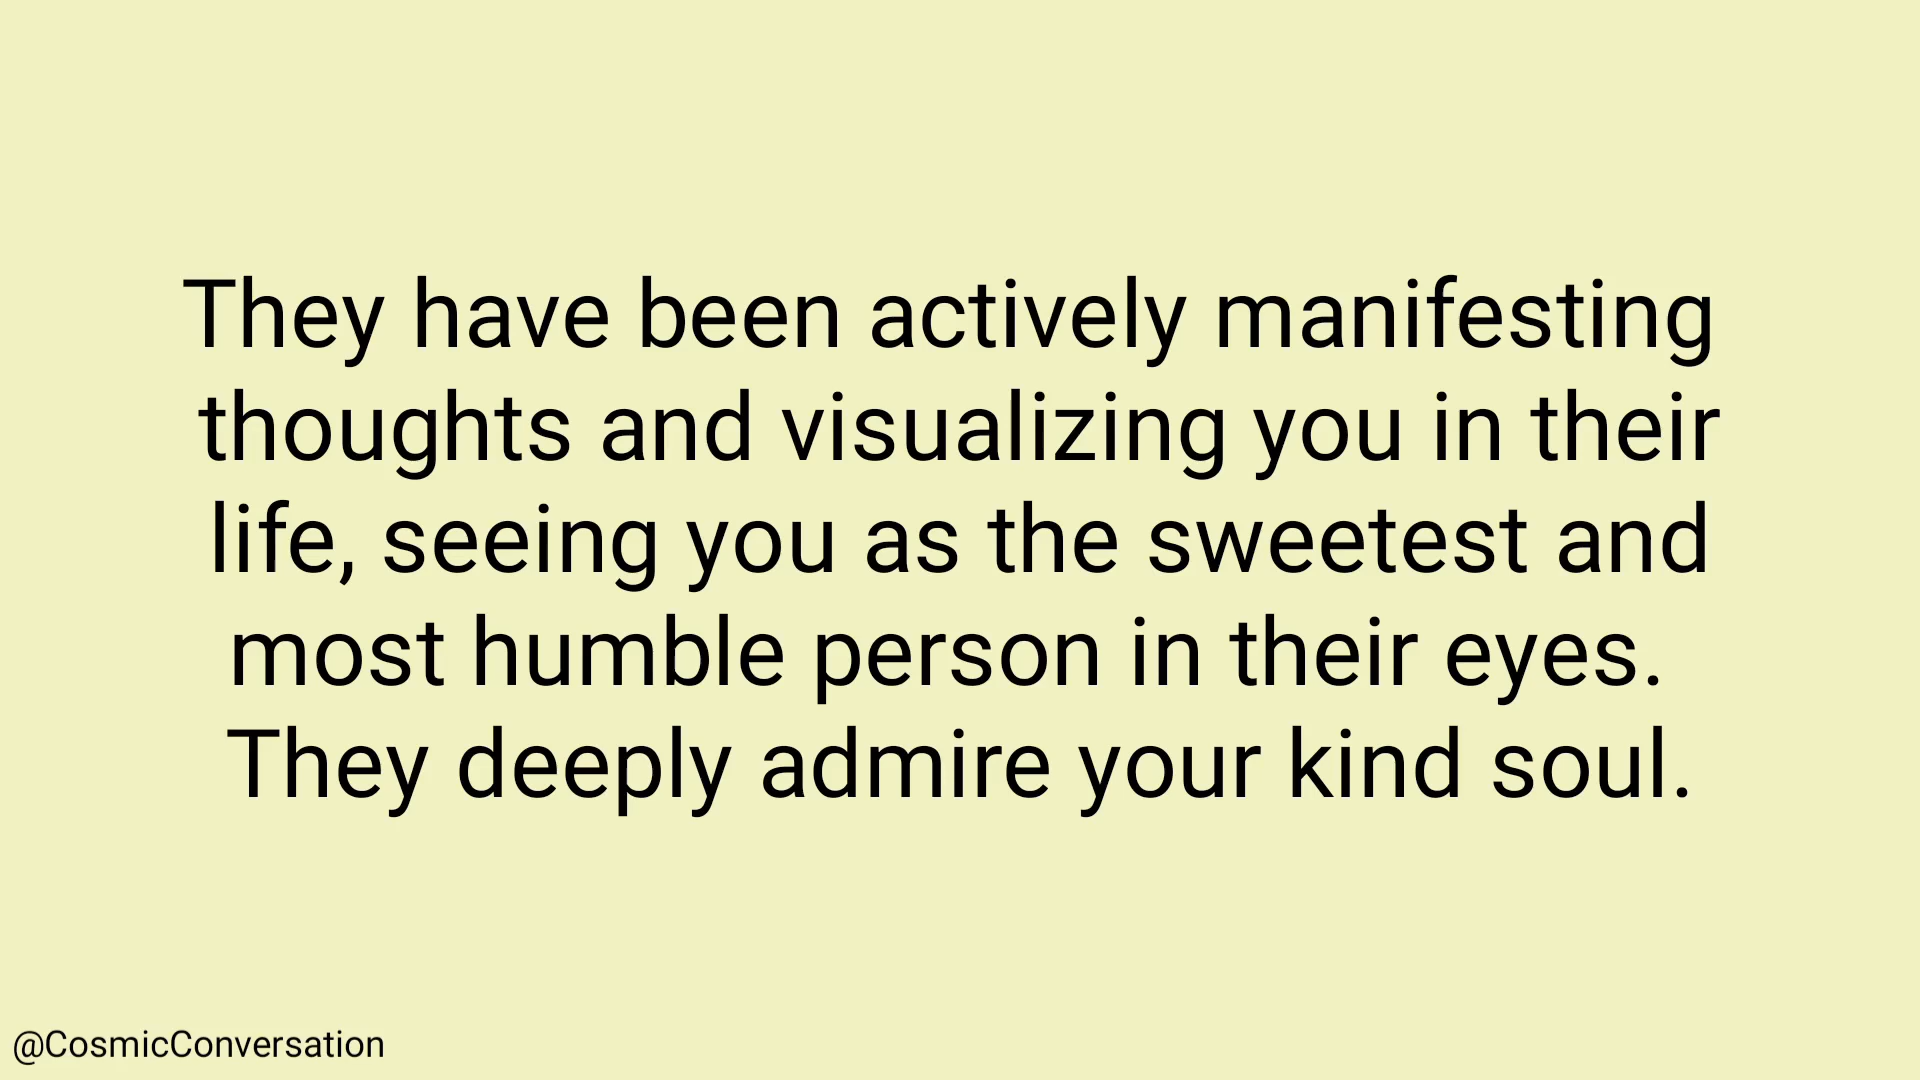 They have been actively manifesting
thoughts and visualizing you in their
life, seeing you as the sweetest and
most humble person in their eyes.
They deeply admire your kind soul.
@CosmicConversation